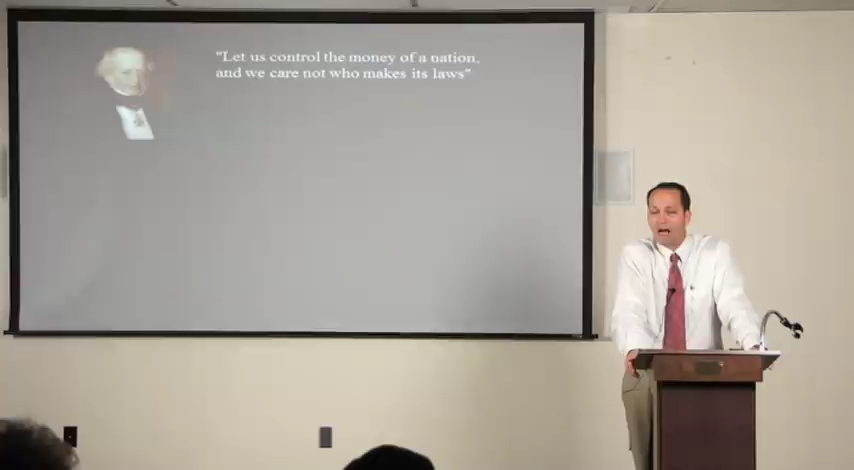 "Let us control the money of a nation,
and we care not who makes its laws"